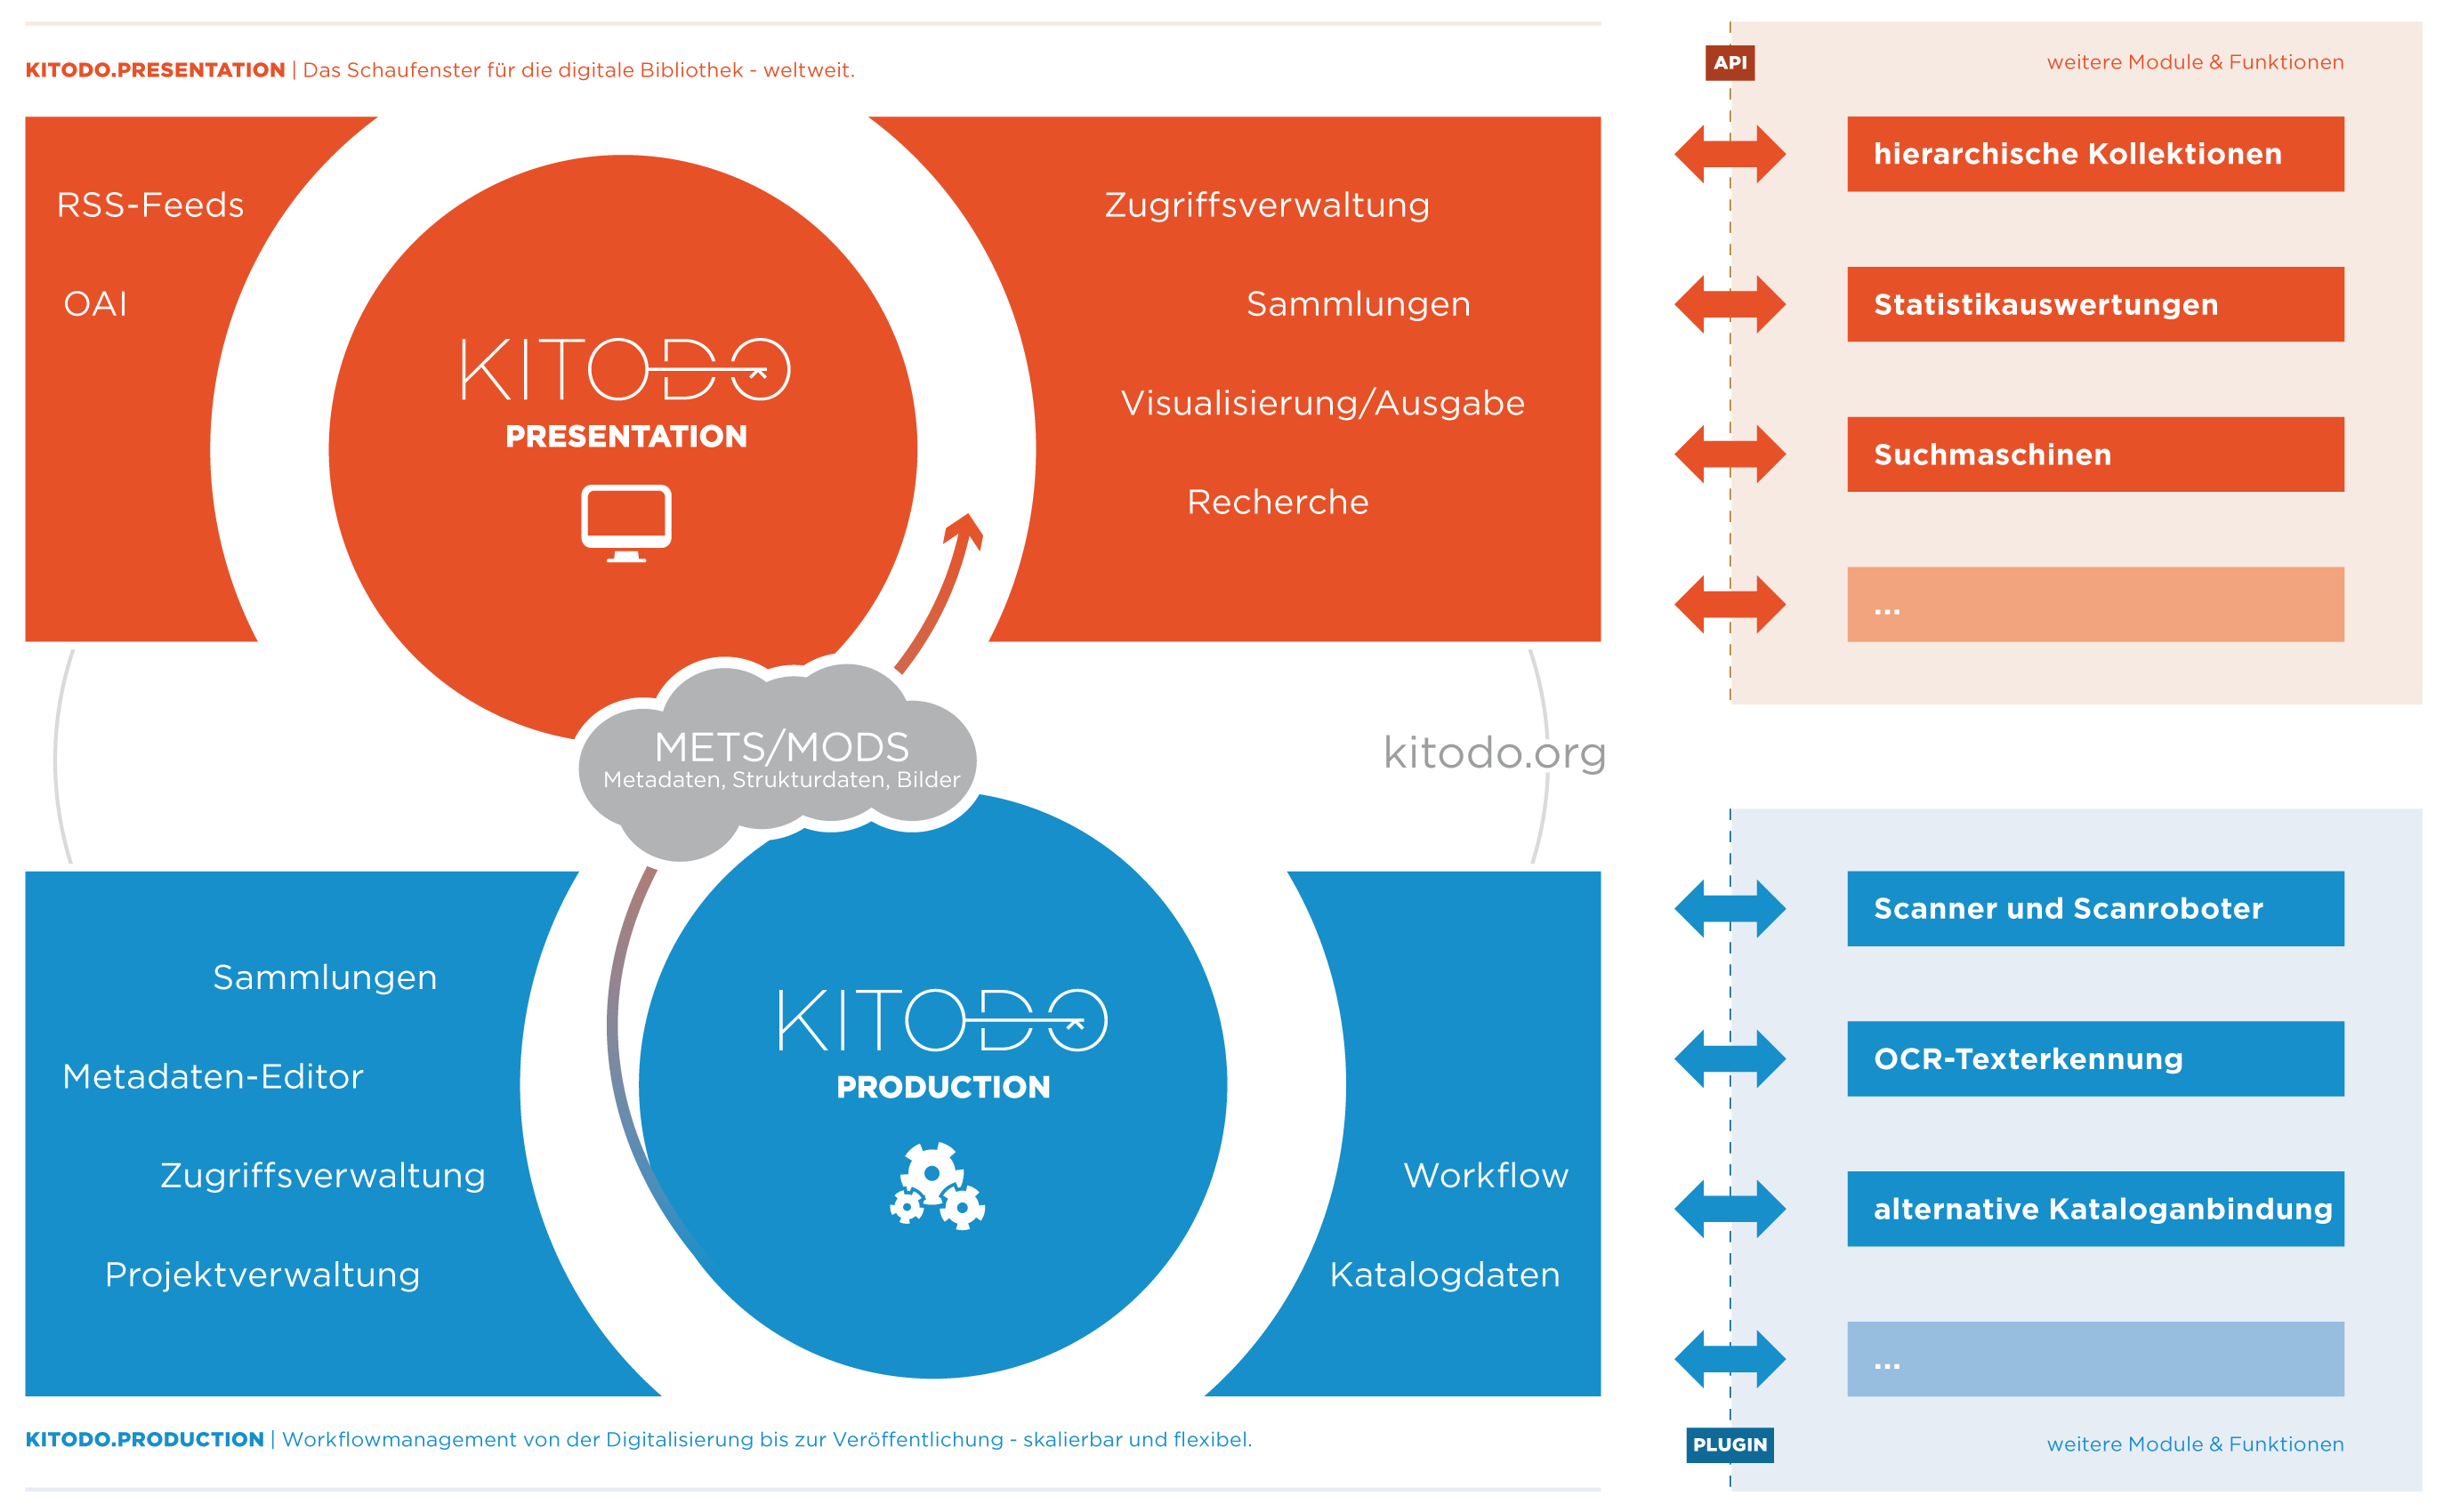 KITODO.PRESENTATION | Das Schaufenster für die digitale Bibliothek - weltweit.
RSS-Feeds
OAI
KITODO
PRESENTATION
Zugriffsverwaltung
Sammlungen
Visualisierung/Ausgabe
Recherche
API
weitere Module & Funktionen
hierarchische Kollektionen
Statistikauswertungen
Suchmaschinen
...
METS/MODS
Metadaten, Strukturdaten, Bilder
kitodo.org
Sammlungen
Metadaten-Editor
Zugriffsverwaltung
Projektverwaltung
KITODO
PRODUCTION
Workflow
Katalogdaten
Scanner und Scanroboter
OCR-Texterkennung
alternative Kataloganbindung
...
KITODO.PRODUCTION | Workflowmanagement von der Digitalisierung bis zur Veröffentlichung - skalierbar und flexibel.
PLUGIN
weitere Module & Funktionen